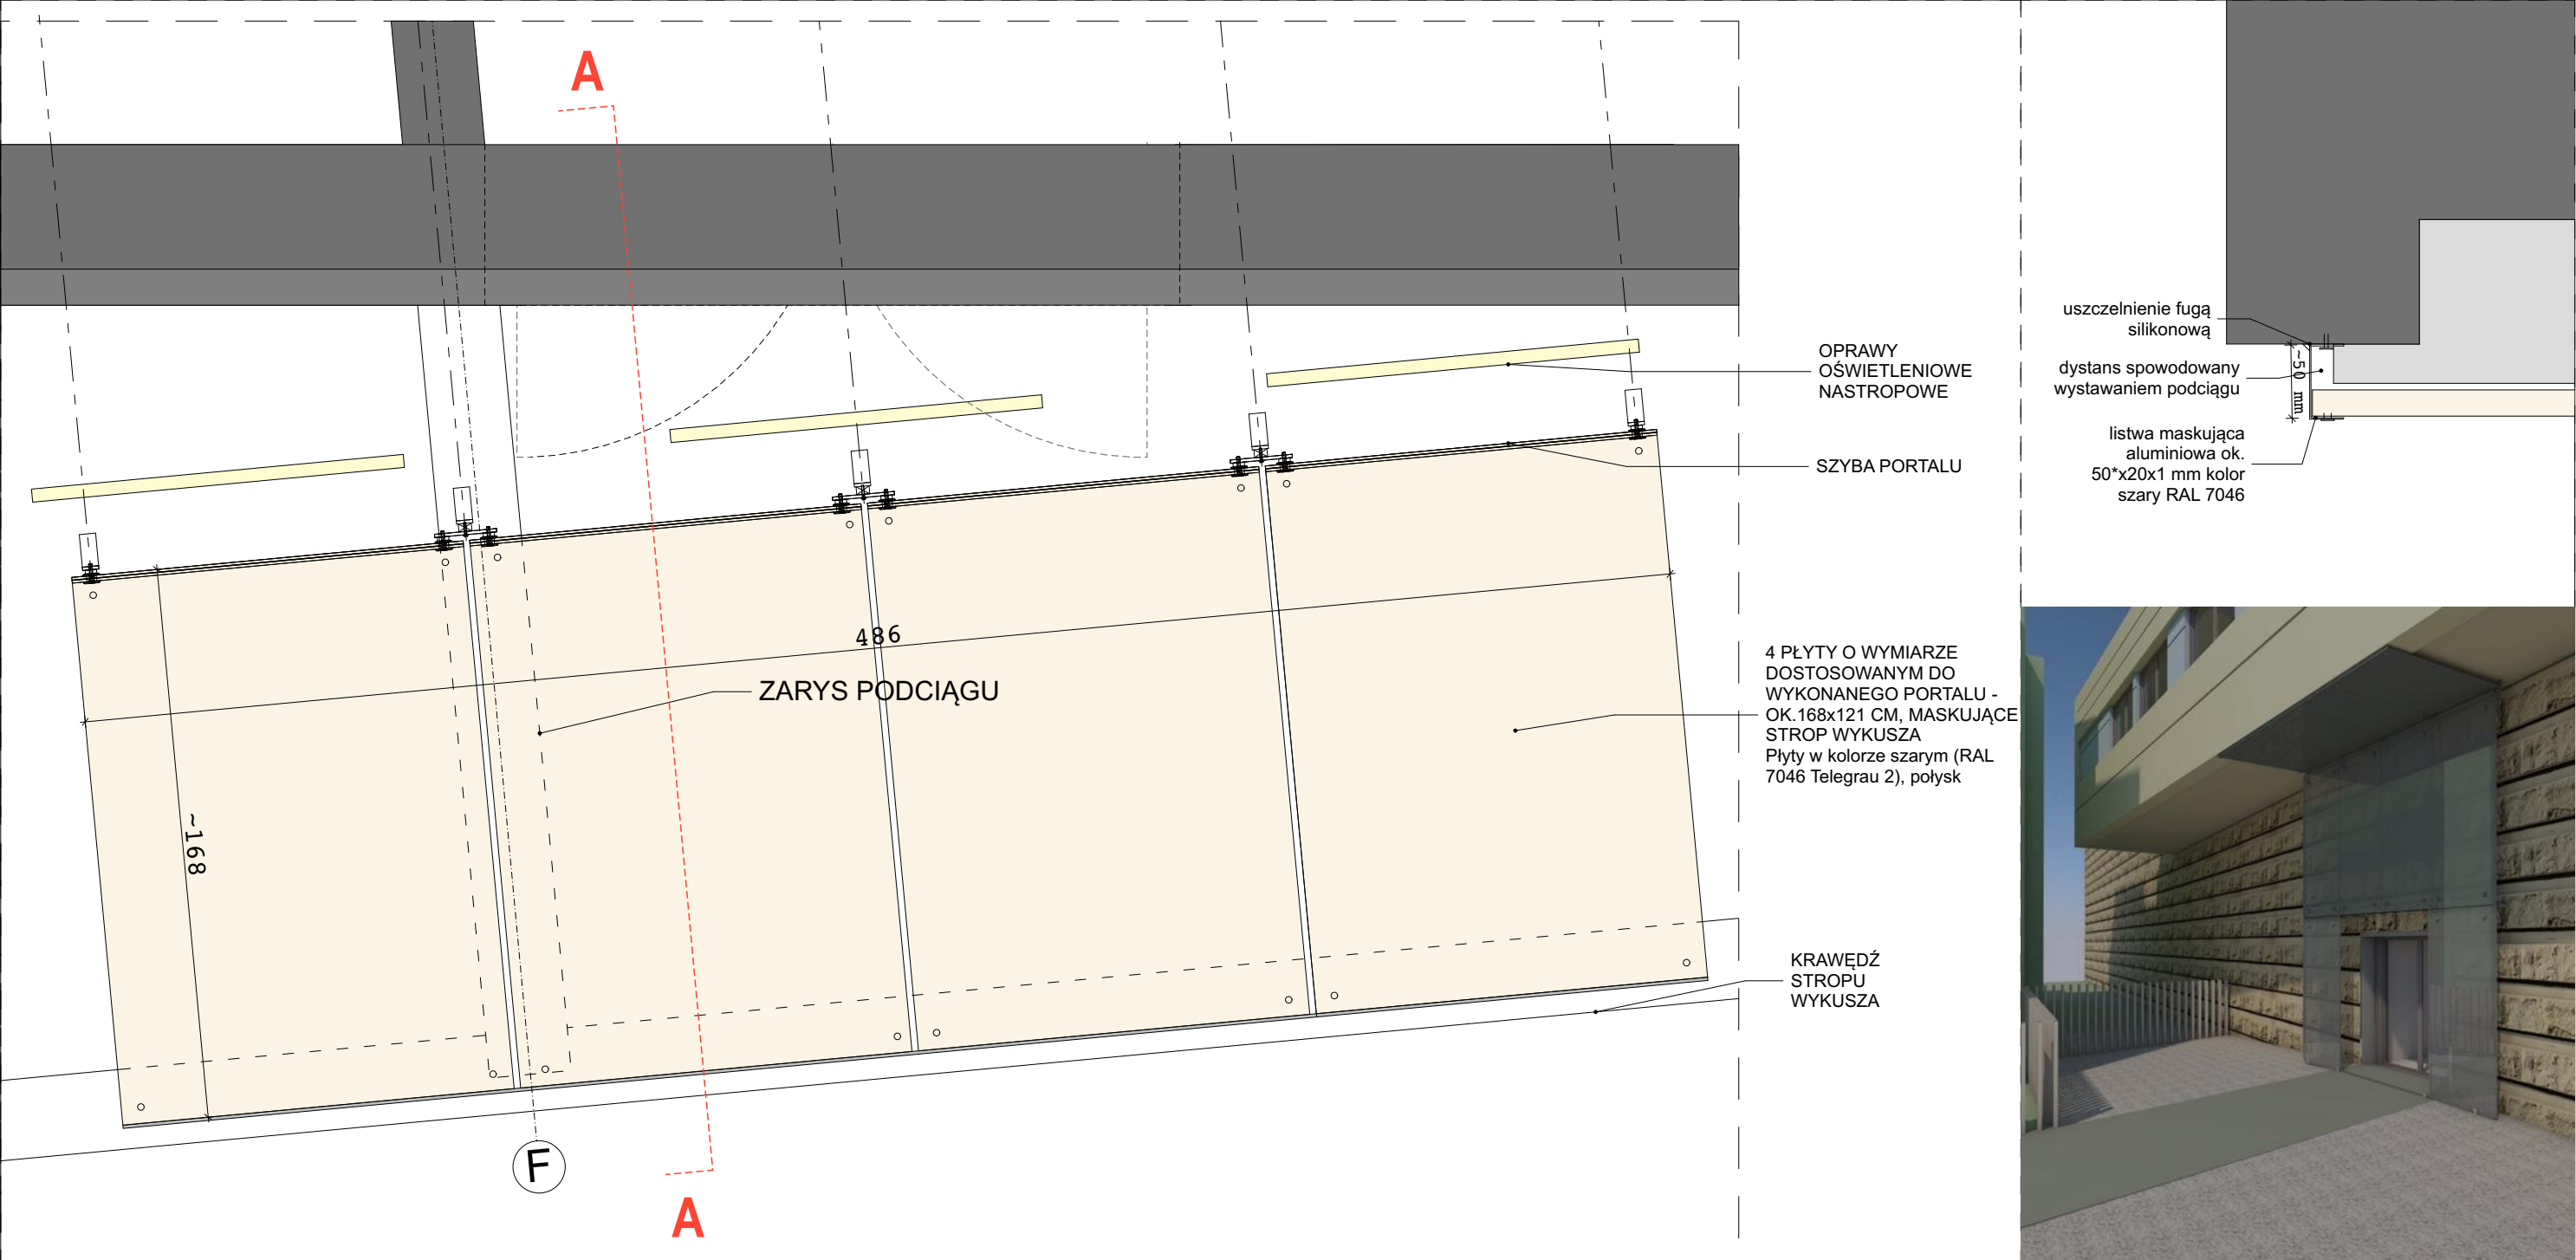 A
OPRAWY
OŚWIETLENIOWE
NASTROPOWE
SZYBA PORTALU
486
ZARYS PODCIĄGU
4 PŁYTY O WYMIARZE
DOSTOSOWANYM DO
WYKONANEGO PORTALU -
OK.168x121 CM, MASKUJĄCE
STROP WYKUSZA
Płyty w kolorze szarym (RAL
7046 Telegrau 2), połysk
~168
KRAWĘDŹ
STROPU
WYKUSZA
F
A
uszczelnienie fugą
silikonową
dystans spowodowany
wystawaniem podciągu
~50 mm
listwa maskująca
aluminiowa ok.
50*x20x1 mm kolor
szary RAL 7046